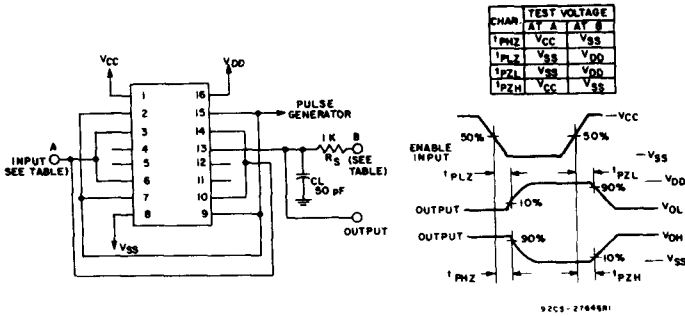 CHAR. TEST VOLTAGE
AT A AT B
tPHZ VCC VSS
tPLZ VSS VDD
tPZL VSS VDD
tPZH VCC VSS
VCC
VDD
1 16
2 15
3 14
4 13
5 12
6 11
7 10
8 9
PULSE
GENERATOR
A
INPUT
(SEE TABLE)
1 K B
RS (SEE
TABLE)
CL
50 pF
OUTPUT
VSS
VCC
50% 50%
ENABLE
INPUT
VSS
tPLZ tPZL
VDD
90%
10%
OUTPUT VOL
OUTPUT VOH
90%
10%
VSS
tPHZ tPZH
92CS-27646R1